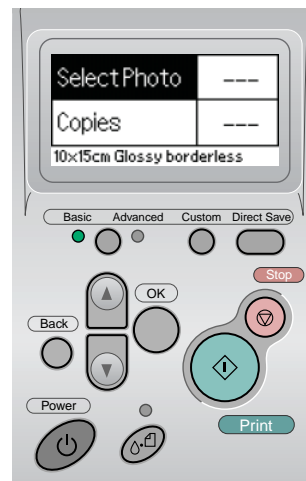 Select Photo ---
Copies ---
10×15cm Glossy borderless
Basic Advanced Custom Direct Save
Stop
OK
Back
Power
Print